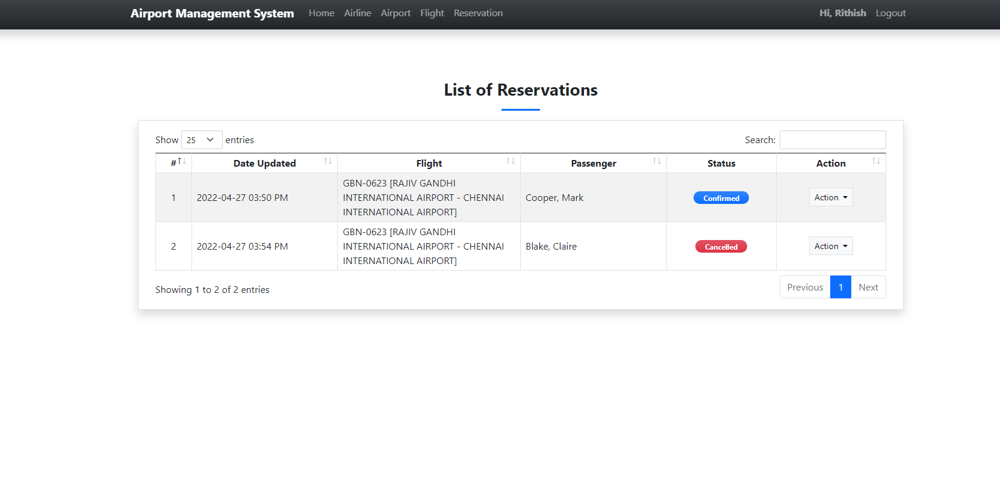 Airport Management System Home Airline Airport Flight Reservation Hi, Rithish Logout
List of Reservations
Show 25 entries Search:
# Date Updated Flight Passenger Status Action
GBN-0623 [RAJIV GANDHI
1 2022-04-27 03:50 PM INTERNATIONAL AIRPORT - CHENNAI Cooper, Mark Confirmed Action
INTERNATIONAL AIRPORT]
GBN-0623 [RAJIV GANDHI
2 2022-04-27 03:54 PM INTERNATIONAL AIRPORT - CHENNAI Blake, Claire Cancelled Action
INTERNATIONAL AIRPORT]
Showing 1 to 2 of 2 entries Previous 1 Next